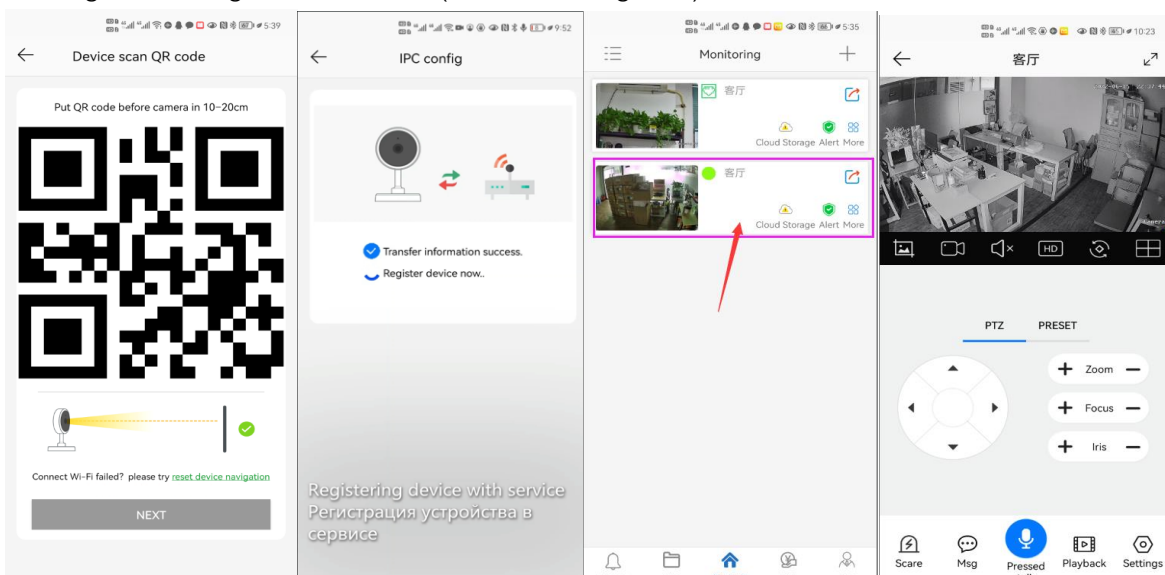 5:39
Device scan QR code
Put QR code before camera in 10-20cm
Connect Wi-Fi failed? please try reset device navigation
NEXT
9:52
IPC config
Transfer information success.
Register device now..
Registering device with service
Регистрация устройства в
сервисе
5:35
Monitoring
客厅
Cloud Storage Alert More
客厅
Cloud Storage Alert More
10:23
客厅
HD
PTZ PRESET
Zoom
Focus
Iris
Scare Msg Pressed Playback Settings